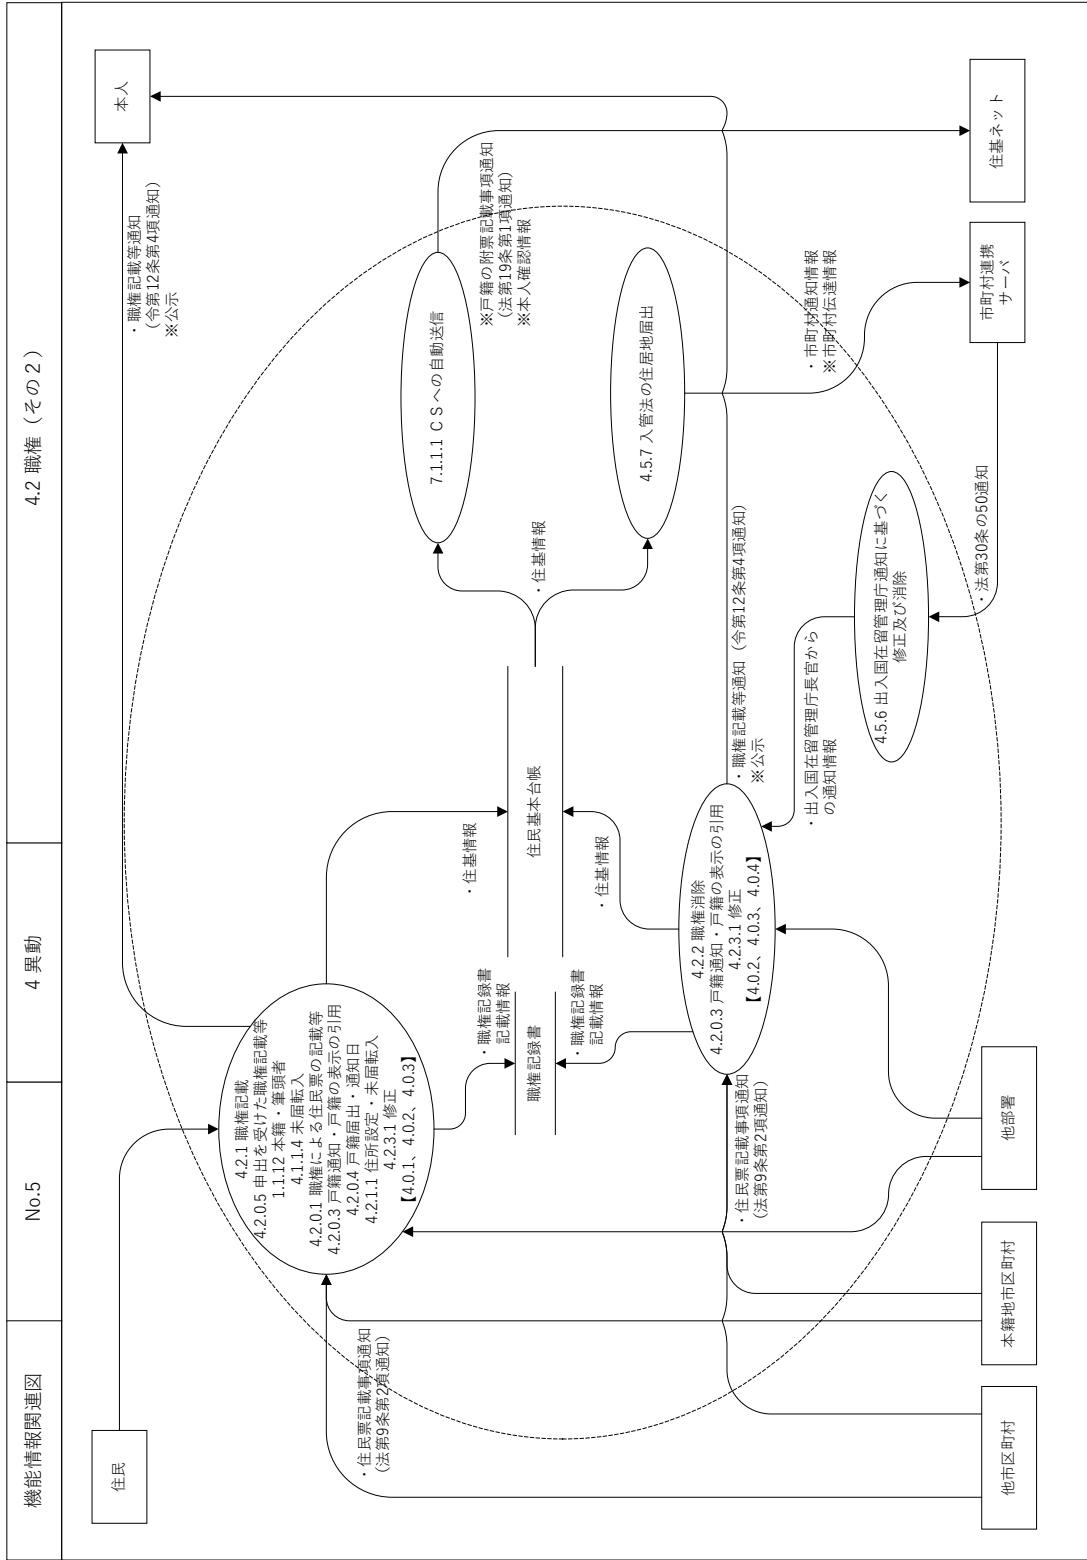 機能情報関連図
No.5
4 異動
4.2 職権（その２）
住民
本人
・職権記載等通知
（令第12条第4項通知）
※公示
4.2.1 職権記載
4.2.0.5 申出を受けた職権記載等
1.1.12 本籍・筆頭者
4.1.1.4 未届転入
4.2.0.1 職権による住民票の記載等
4.2.0.3 戸籍通知・戸籍の表示の引用
4.2.0.4 戸籍届出・通知日
4.2.1.1 住所設定・未届転入
4.2.3.1 修正
【4.0.1、4.0.2、4.0.3】
・住民票記載事項通知
（法第9条第2項通知）
・住基情報
・職権記録書
記載情報
職権記録書
住民基本台帳
・職権記録書
記載情報
・住基情報
・住基情報
7.1.1.1 ＣＳへの自動送信
※戸籍の附票記載事項通知
（法第19条第1項通知）
※本人確認情報
4.5.7 入管法の住居地届出
・市町村通知情報
※市町村伝達情報
4.2.2 職権消除
4.2.0.3 戸籍通知・戸籍の表示の引用
4.2.3.1 修正
【4.0.2、4.0.3、4.0.4】
・職権記載等通知（令第12条第4項通知）
※公示
・住民票記載事項通知
（法第9条第2項通知）
・出入国在留管理庁長官から
の通知情報
4.5.6 出入国在留管理庁通知に基づく
修正及び消除
・法第30条の50通知
他市区町村
本籍地市区町村
他部署
市町村連携
サーバ
住基ネット